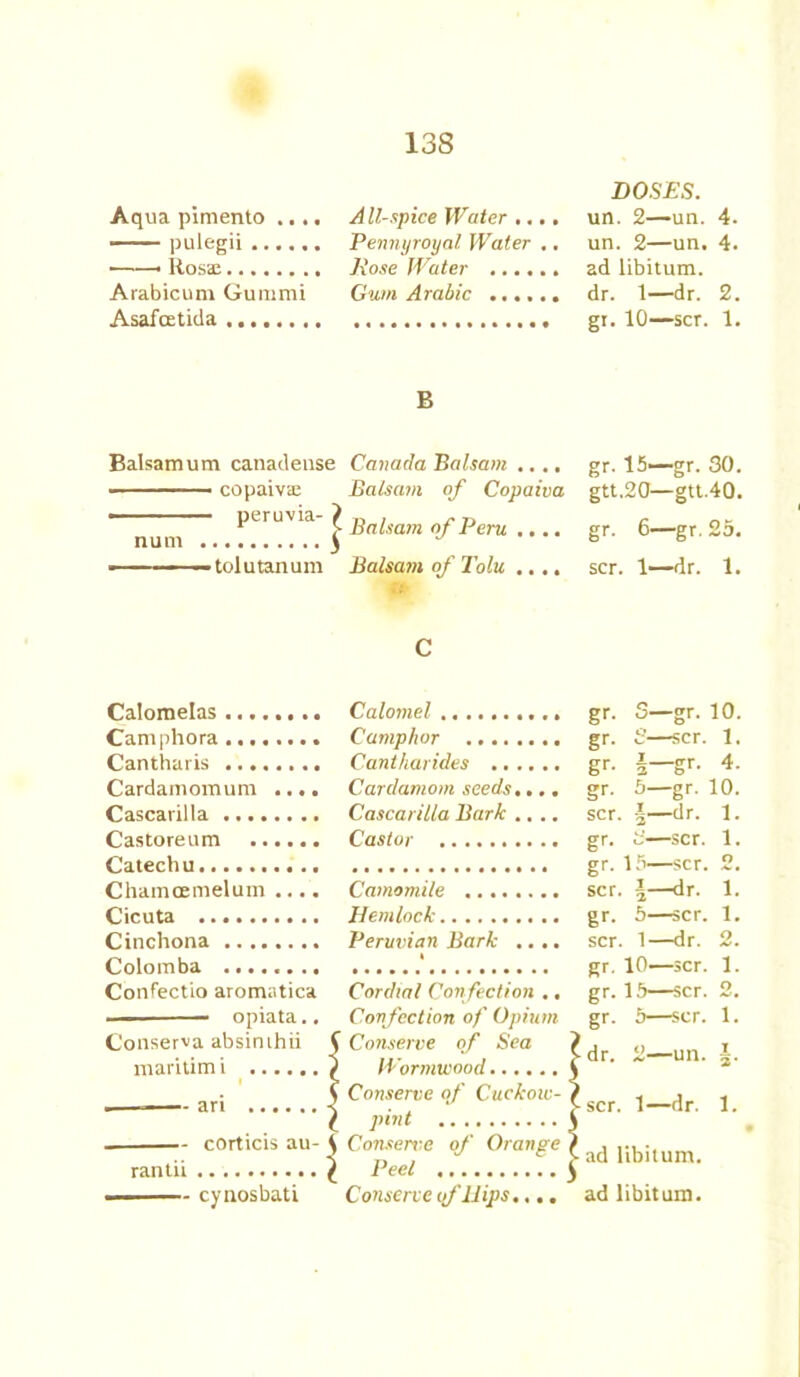 138
DOSES.
Aqua pimento .... All-spice Water .... un. 2—un. 4.
—— pulegii ...... Pennyroyal Water .. un. 2—un. 4.
—— Rosæ ........ Rose Water ...... ad libitum.
Arabicum Gummi Gum Arabic ...... dr. 1—dr. 2.
Asafœtida ........ .................. gr. 10—scr. 1.
B
Balsamum canadense Canada Balsam .... gr. 15—gr. 30.
———— copaivæ Balsam of Copaiva gtt.20—gtt.40.
———— peruvia-
num .......... } Balsam of Peru .... gr. 6—gr. 25.
———— tolutanum Balsam of Tolu .... scr. 1—dr. 1.
C
Calomelas ........ Calomel ........... gr. 3—gr. 10.
Camphora ........ Camphor ......... gr. 3—scr. 1.
Cantharis ........ Cantharides ...... gr. ½—gr. 4.
Cardamomum .... Cardamom seeds.... gr. 5—gr. 10.
Cascarilla ........ Cascarilla Bark .... scr. ½—dr. 1.
Castoreum ...... Castor .......... gr. 8—scr. 1.
Catechu........... .................. gr. 15—scr. 2.
Chamœmelum .... Camomile ......... scr. ½—dr. 1.
Cicuta .......... Hemlock........... gr. 5—scr. 1.
Cinchona ........ Peruvian Bark .... scr. 1—dr. 2.
Colomba ......... .................. gr. 10—scr. 1.
Confectio aromatica Cordial Confection .. gr. 15—scr. 2.
———— opiata.. Confection of Opium gr. 5—scr. 1.
Conserva absinthii { Conserve of Sea
maritimi ...... { Wormwood...... } dr. 2—un. ½.
———— ari ...... { Conserve of Cuckow-
pint .......... } scr. 1—dr. 1.
———— corticis au- { Conserve of Orange
rantii ........... { Peel .......... } ad libitum.
———— cynosbati Conserve of Hips.... ad libitum.